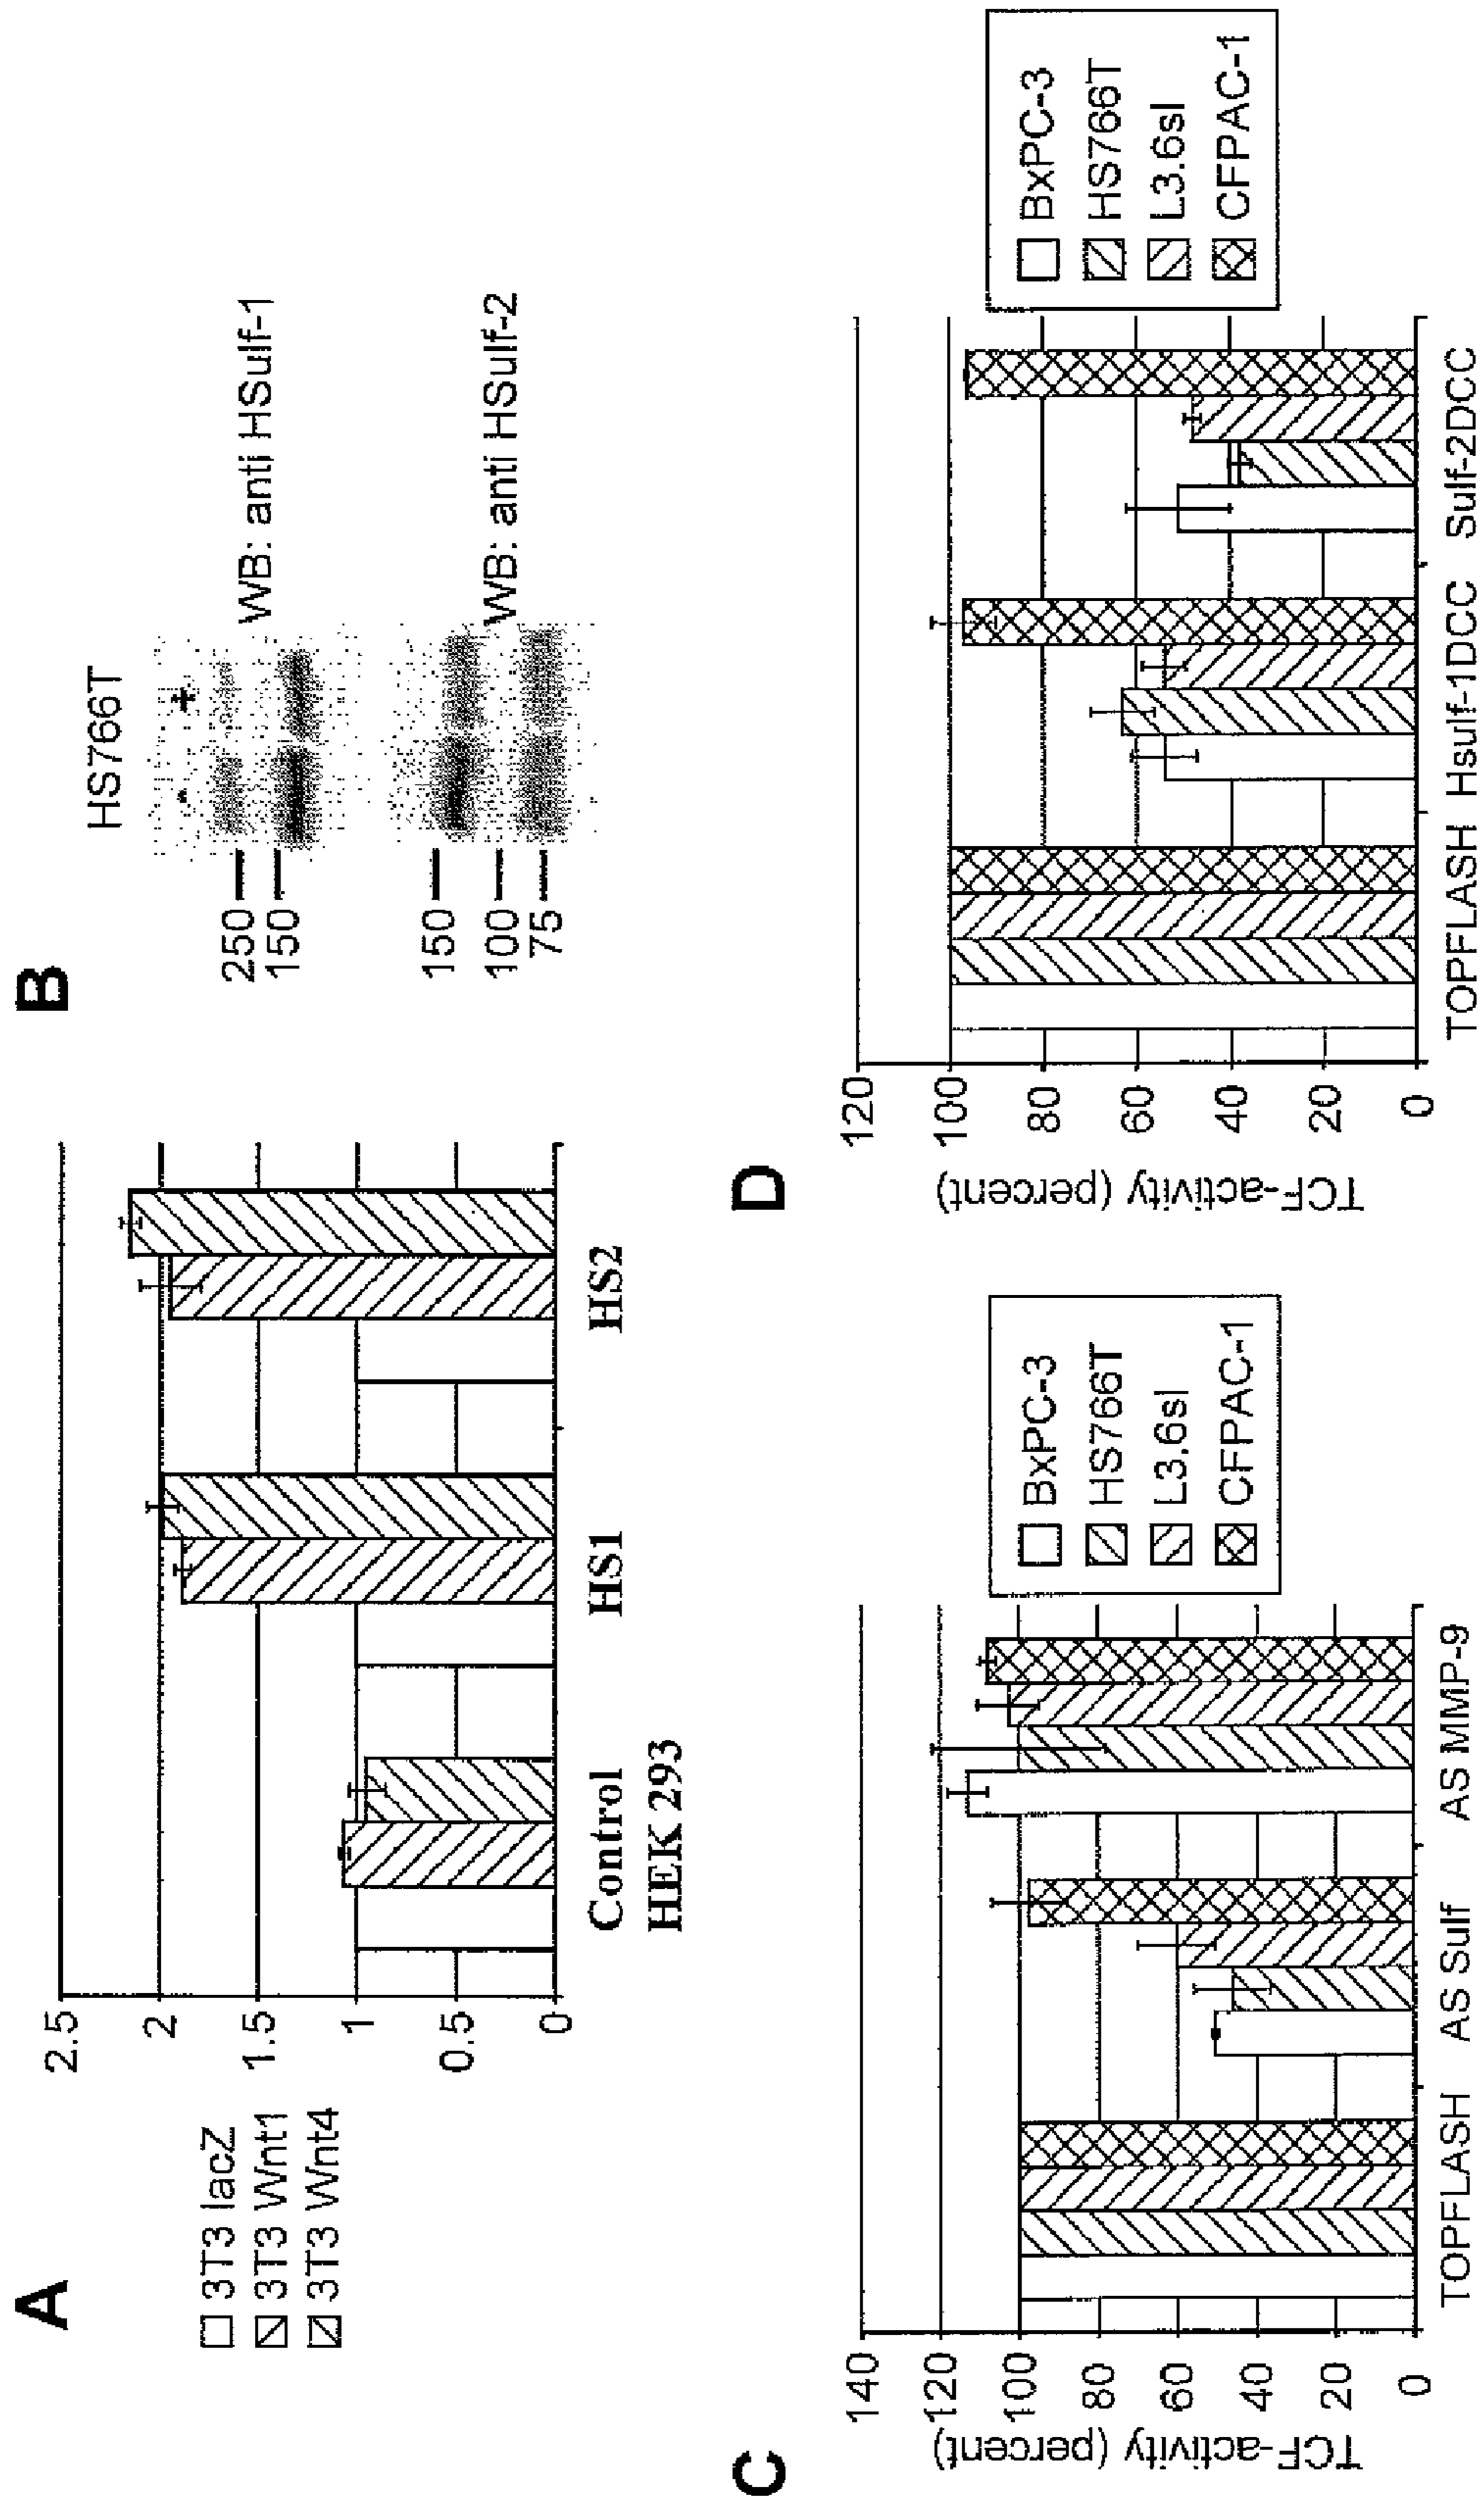 A
3T3 lacZ
3T3 Wnt1
3T3 Wnt4
2.5
2
1.5
1
0.5
0
Control
HEK 293
HS1
HS2
B
HS766T
- +
250
150
WB: anti HSulf-1
150
100
75
WB: anti HSulf-2
C
TCF-activity (percent)
140
120
100
80
60
40
20
0
TOPFLASH AS Sulf AS MMP-9
BxPC-3
HS766T
L3.6sl
CFPAC-1
D
TCF-activity (percent)
120
100
80
60
40
20
0
TOPFLASH Hsulf-1DCC Sulf-2DCC
BxPC-3
HS766T
L3.6sl
CFPAC-1